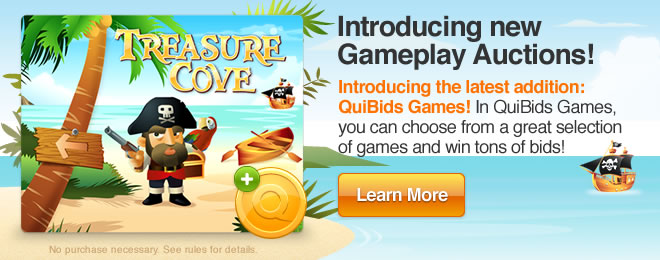 TREASURE
COVE
Introducing new
Gameplay Auctions!
Introducing the latest addition:
QuiBids Games! In QuiBids Games,
you can choose from a great selection
of games and win tons of bids!
Learn More
Q
No purchase necessary. See rules for details.